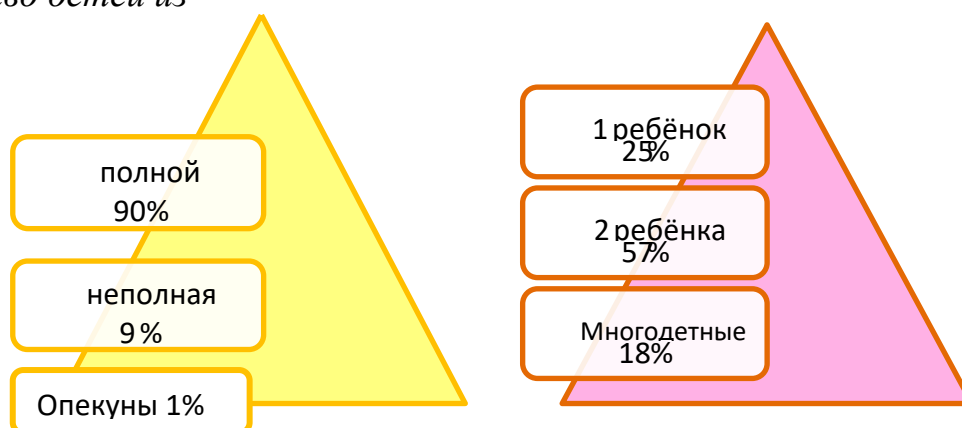 детей из
полной
90%
неполная
9%
Опекуны 1%
1 ребёнок
25%
2 ребёнка
57%
Многодетные
18%